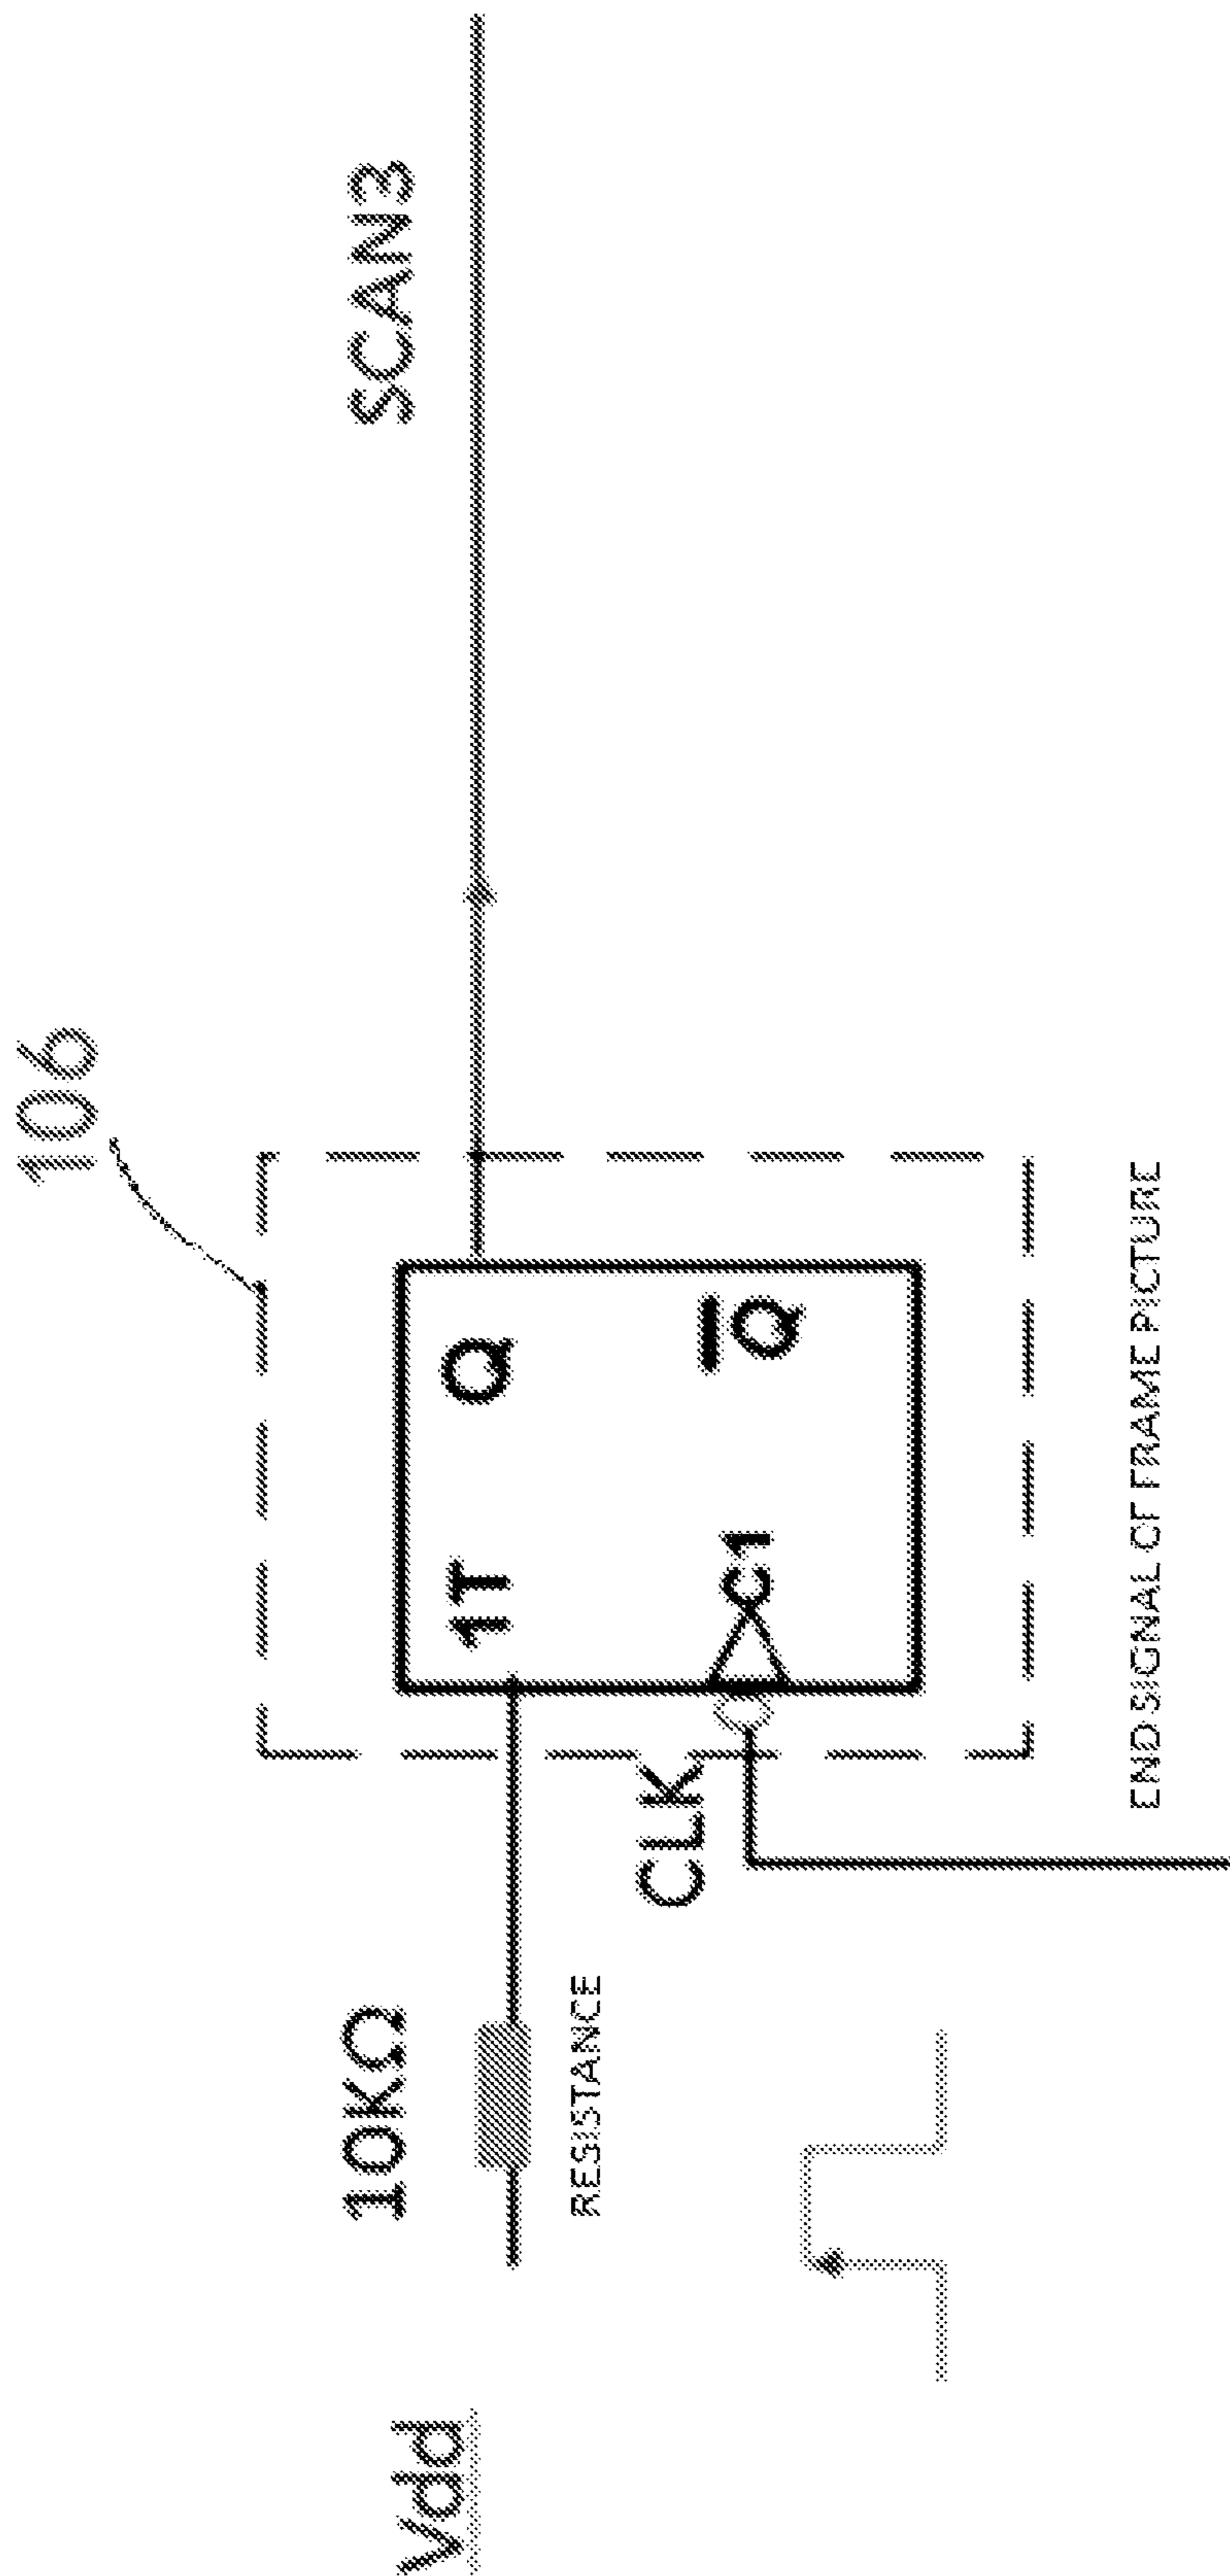 106
SCAN3
Vdd
10KΩ
RESISTANCE
1T
Q
CLK
C1
Q̅
END SIGNAL OF FRAME PICTURE